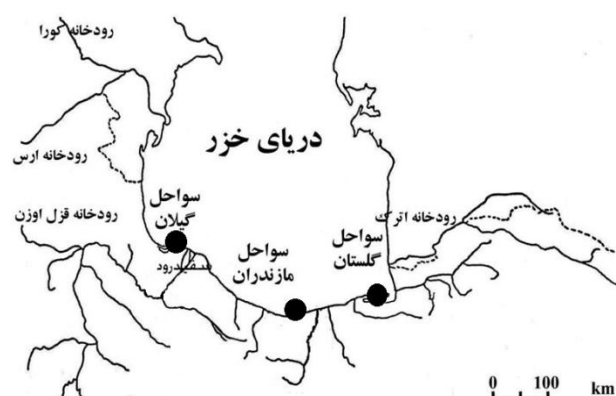 رودخانه کورا
دریای خزر
رودخانه ارس
رودخانه قزل اوزن
سواحل
گیلان
سفیدرود
سواحل
مازندران
سواحل
گلستان
رودخانه اترک
0 100
km